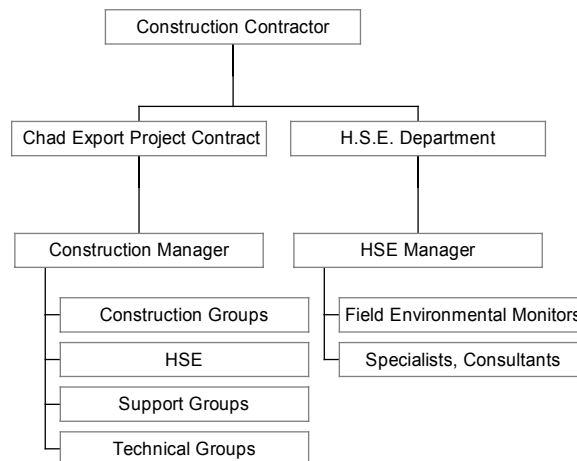 Construction Contractor
Chad Export Project Contract
H.S.E. Department
Construction Manager
HSE Manager
Construction Groups
Field Environmental Monitors
HSE
Specialists, Consultants
Support Groups
Technical Groups